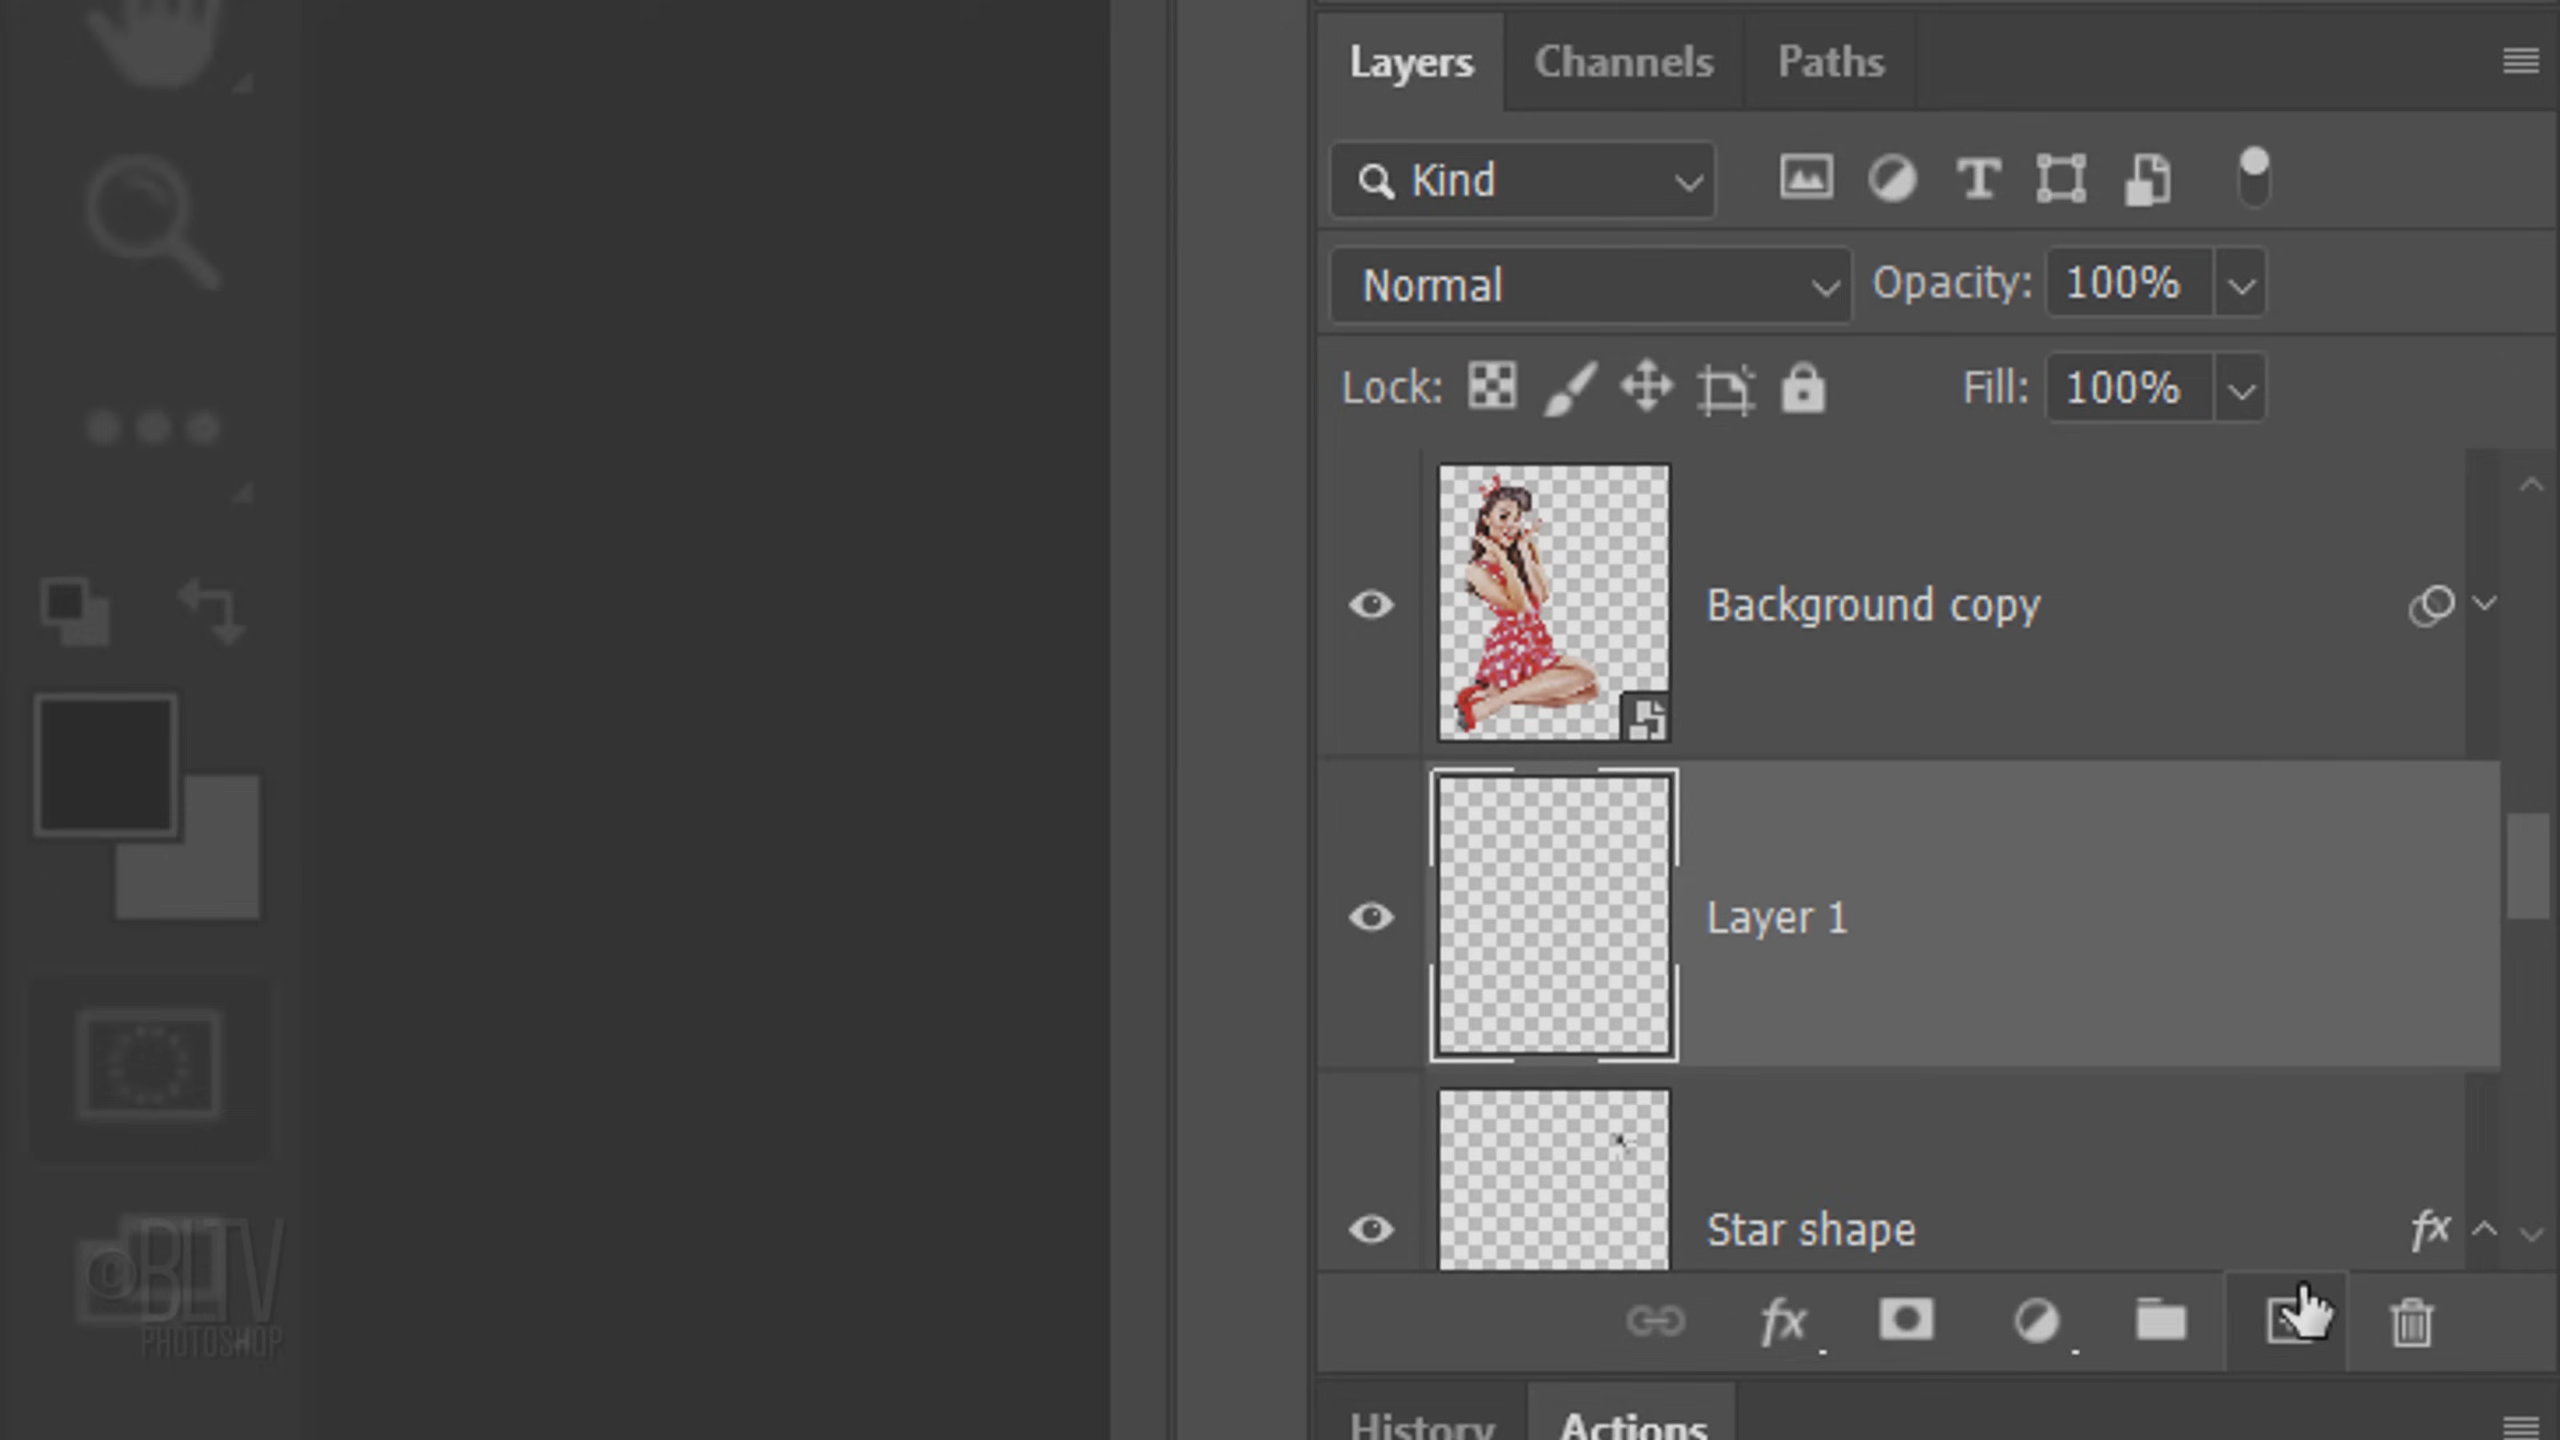 Layers Channels Paths
Kind
Normal Opacity: 100%
Lock: Fill: 100%
Background copy
Layer 1
Star shape fx
fx
©BLTV
PHOTOSHOP
History Actions